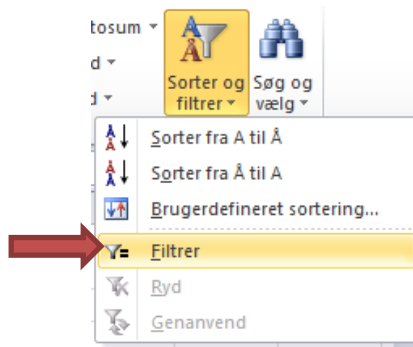 tosum
d
d
Sorter og
filtrer
Søg og
vælg
Sorter fra A til Å
Sorter fra Å til A
Brugerdefineret sortering...
Filtrer
Ryd
Genanvend